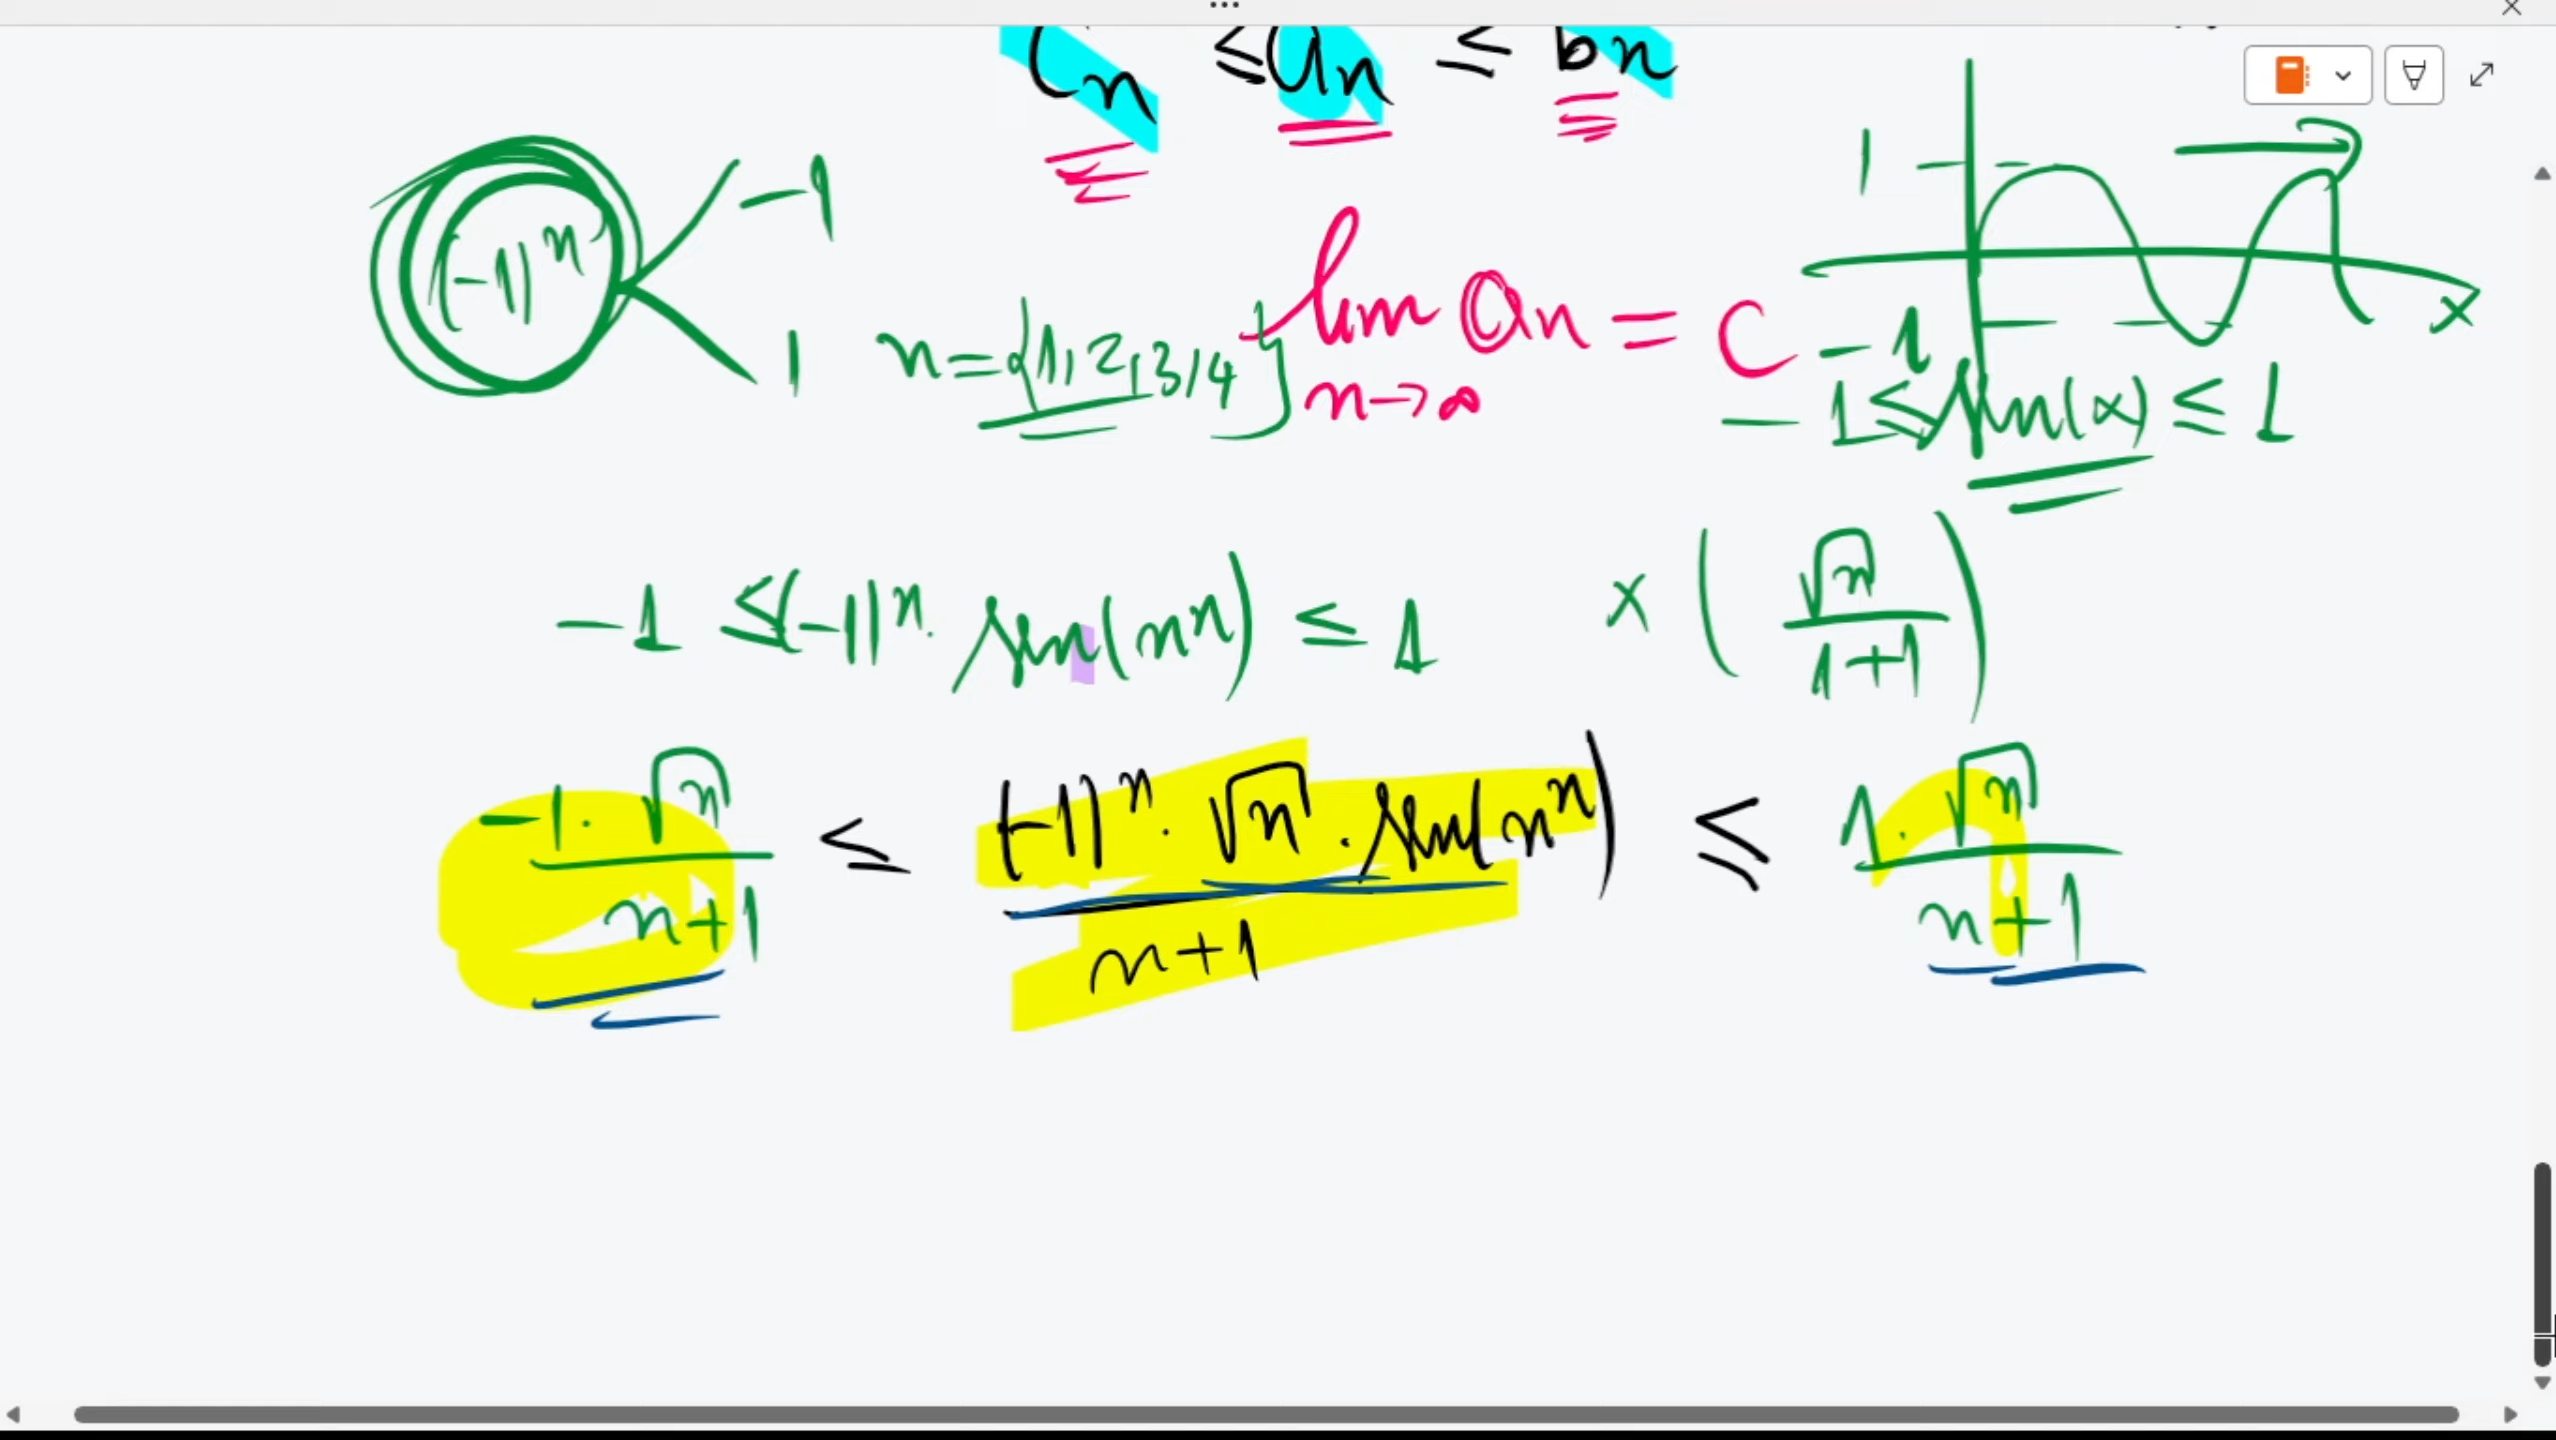 Cn ≤ an ≤ bn
(-1)^n
-1
1
n = {1, 2, 3, 4}
lim an = C
n→∞
1
-1
x
-1 ≤ sin(x) ≤ 1
-1 ≤ (-1)^n . sin(n^n) ≤ 1 × (√n / 1+1)
-1 . √n / n+1 ≤ (-1)^n . √n . sin(n^n) / n+1 ≤ 1 . √n / n+1